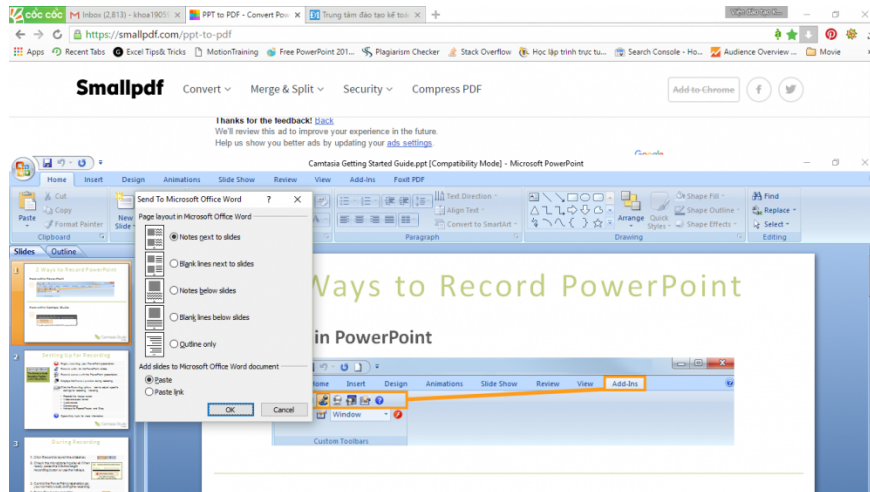 cốc cốc
Inbox (2,813) - khoa1905
PPT to PDF - Convert Pow
Trung tâm đào tạo kế toán
https://smallpdf.com/ppt-to-pdf
Apps Recent Tabs Excel Tips& Tricks MotionTraining Free PowerPoint 201... Plagiarism Checker Stack Overflow Học lập trình trực tu... Search Console - Ho... Audience Overview ... Movie
Smallpdf Convert Merge & Split Security Compress PDF Add to Chrome
Thanks for the feedback! Back
We'll review this ad to improve your experience in the future.
Help us show you better ads by updating your ads settings.
Camtasia Getting Started Guide.ppt [Compatibility Mode] - Microsoft PowerPoint
Home Insert Design Animations Slide Show Review View Add-Ins Foxit PDF
Cut
Copy
Format Painter
Paste
Clipboard
New
Slide
Text Direction
Align Text
Convert to SmartArt
Paragraph
Arrange
Quick
Styles
Shape Fill
Shape Outline
Shape Effects
Drawing
Find
Replace
Select
Editing
Send To Microsoft Office Word ? X
Page layout in Microsoft Office Word
Notes next to slides
Blank lines next to slides
Notes below slides
Blank lines below slides
Outline only
Add slides to Microsoft Office Word document
Paste
Paste link
OK Cancel
Slides Outline
1
2 Ways to Record PowerPoint
2
Setting Up for Recording
3
During Recording
Ways to Record PowerPoint
in PowerPoint
Home Insert Design Animations Slide Show Review View Add-Ins
Window
Custom Toolbars